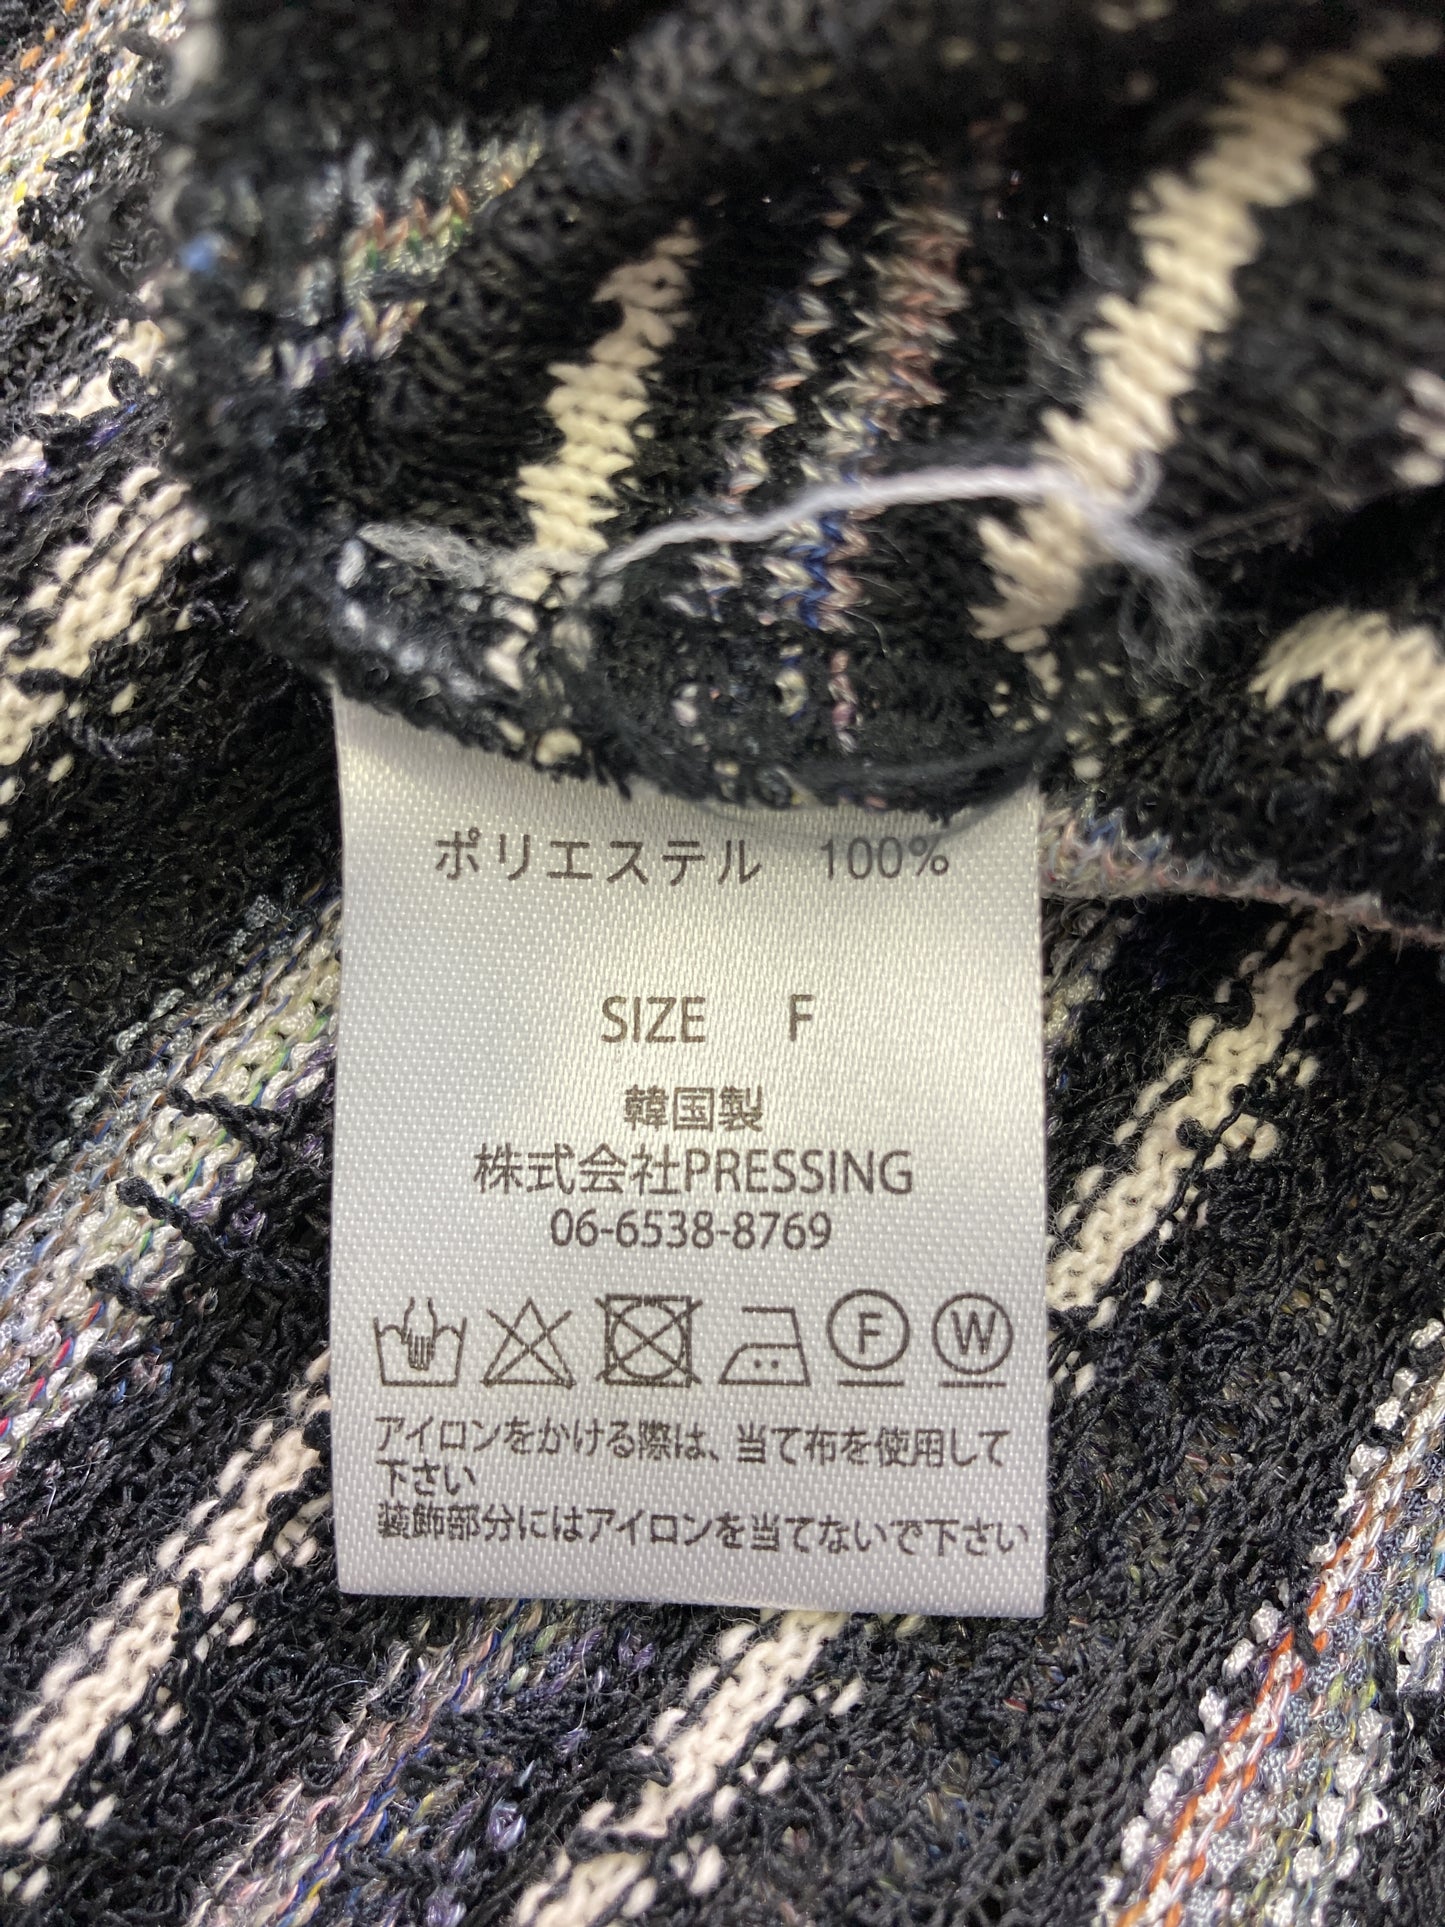 ポリエステル 100%
SIZE F
韓国製
株式会社PRESSING
06-6538-8769
F W
アイロンをかける際は、当て布を使用して
下さい
装飾部分にはアイロンを当てないで下さい